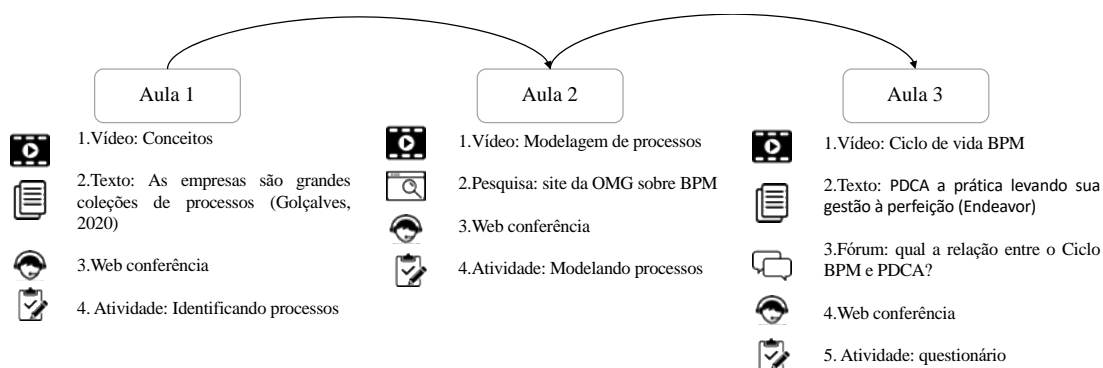 Aula 1
1.Vídeo: Conceitos
2.Texto: As empresas são grandes
coleções de processos (Golçalves,
2020)
3.Web conferência
4. Atividade: Identificando processos
Aula 2
1.Vídeo: Modelagem de processos
2.Pesquisa: site da OMG sobre BPM
3.Web conferência
4.Atividade: Modelando processos
Aula 3
1.Vídeo: Ciclo de vida BPM
2.Texto: PDCA a prática levando sua
gestão à perfeição (Endeavor)
3.Fórum: qual a relação entre o Ciclo
BPM e PDCA?
4.Web conferência
5. Atividade: questionário